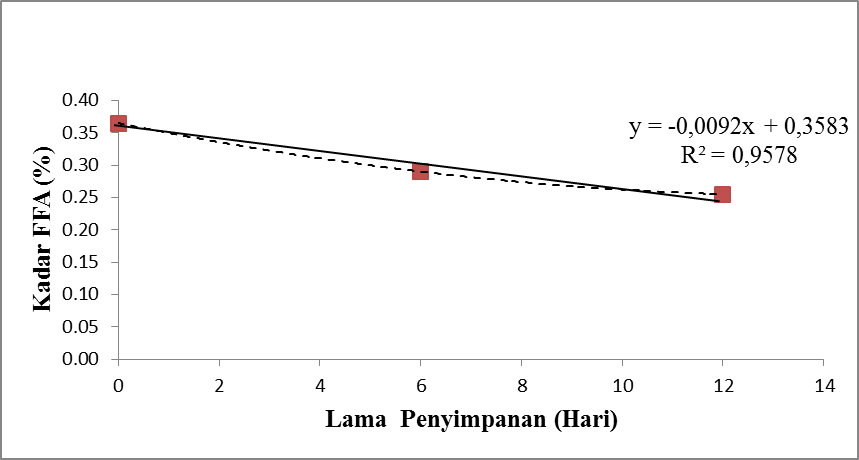 y = -0,0092x + 0,3583
R² = 0,9578
Kadar FFA (%)
0.40
0.35
0.30
0.25
0.20
0.15
0.10
0.05
0.00
0 2 4 6 8 10 12 14
Lama Penyimpanan (Hari)